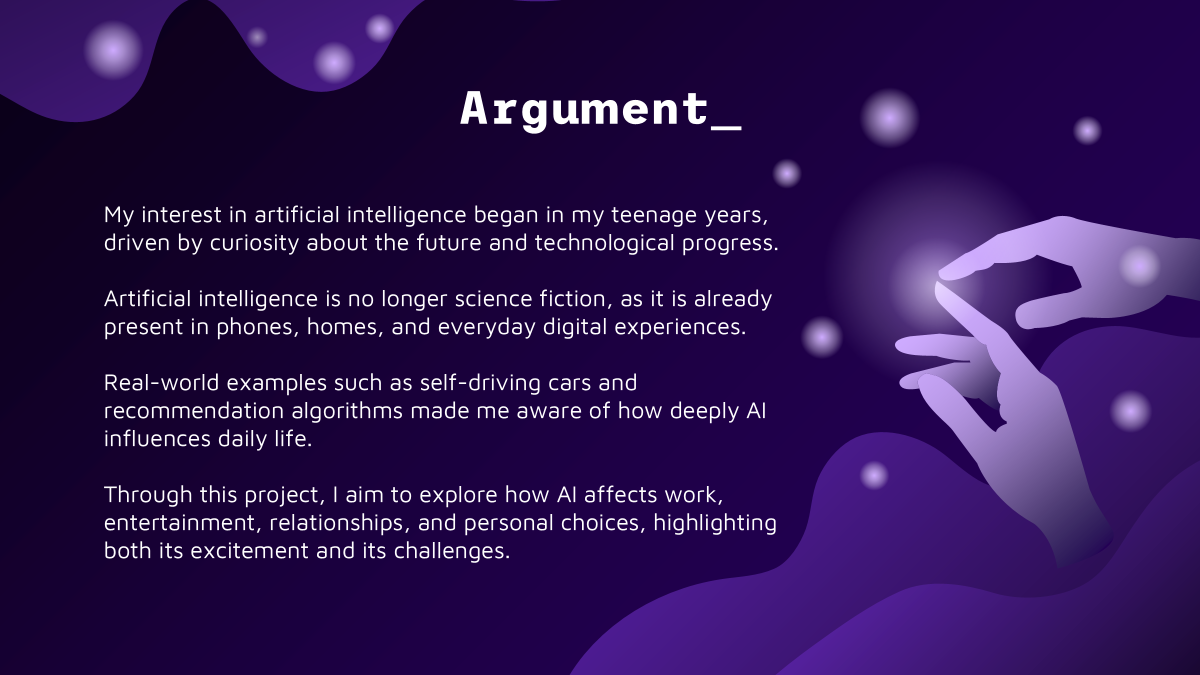 Argument_
My interest in artificial intelligence began in my teenage years,
driven by curiosity about the future and technological progress.
Artificial intelligence is no longer science fiction, as it is already
present in phones, homes, and everyday digital experiences.
Real-world examples such as self-driving cars and
recommendation algorithms made me aware of how deeply AI
influences daily life.
Through this project, I aim to explore how AI affects work,
entertainment, relationships, and personal choices, highlighting
both its excitement and its challenges.